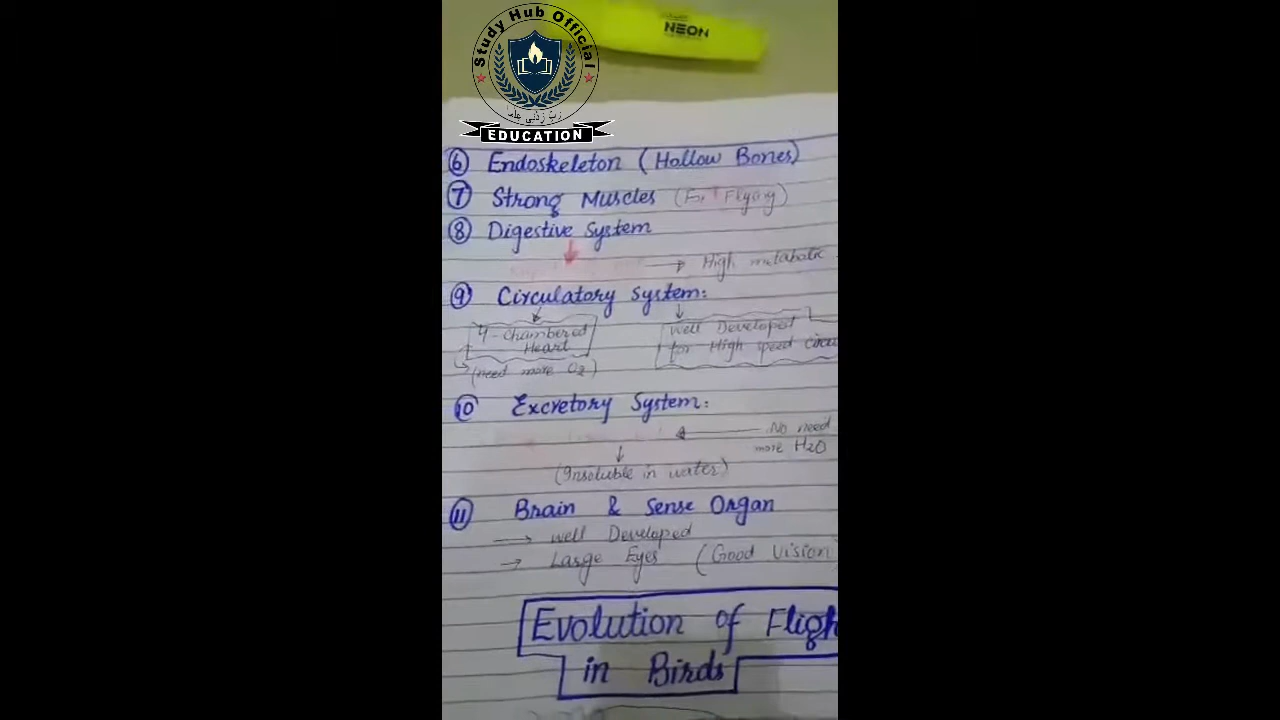 Study Hub Official
رَبِّ زِدْنِي عِلْمًا
EDUCATION
NEON
⑥ Endoskeleton (Hollow Bones)
⑦ Strong Muscles (For Flying)
⑧ Digestive System
→ High metabolic
⑨ Circulatory System:
4-Chambered Heart
(need more O2)
Well Developed
for High speed circu
⑩ Excretory System:
No need
more H2O
(Insoluble in water)
⑪ Brain & Sense Organ
→ Well Developed
→ Large Eyes (Good Vision)
Evolution of Fligh
in Birds